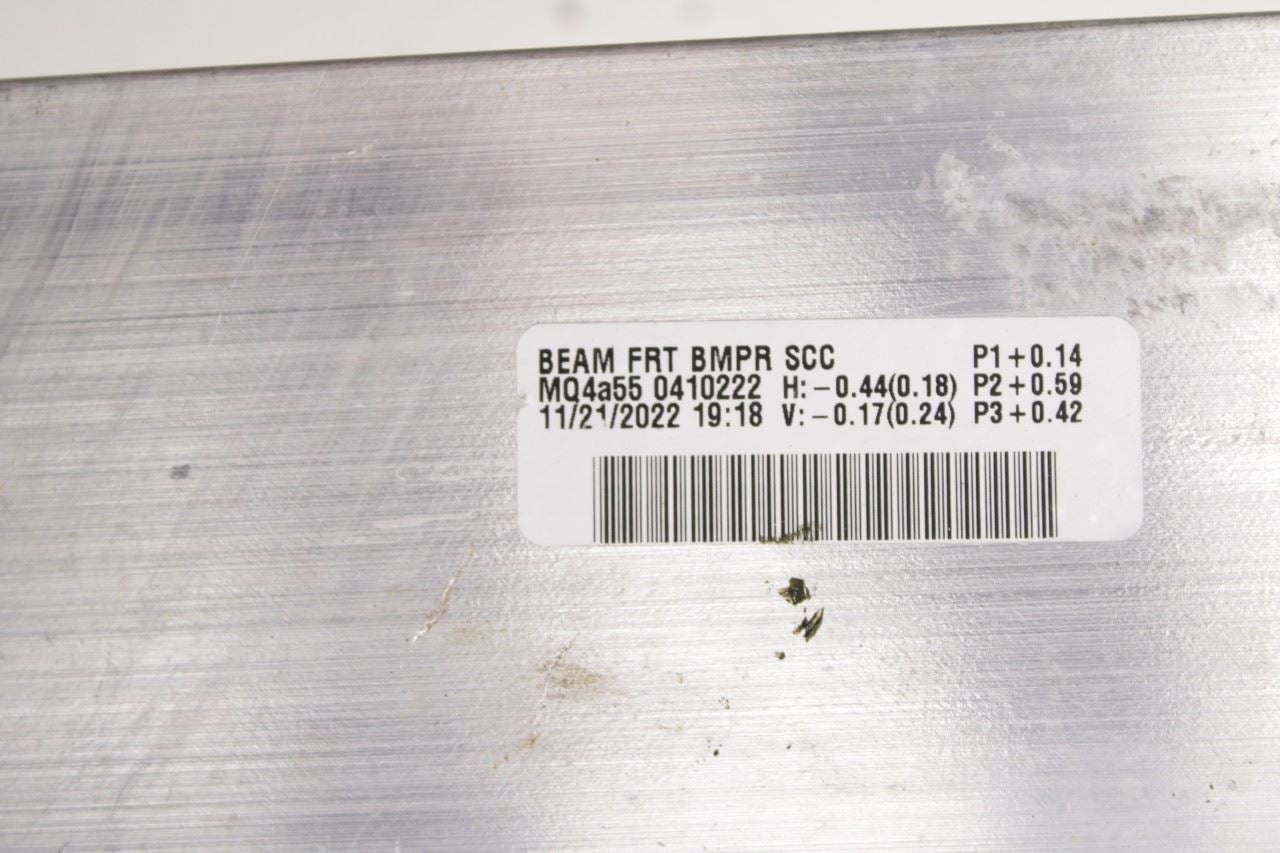 BEAM FRT BMPR SCC P1+0.14
MQ4a55 0410222 H:-0.44(0.18) P2+0.59
11/21/2022 19:18 V:-0.17(0.24) P3+0.42